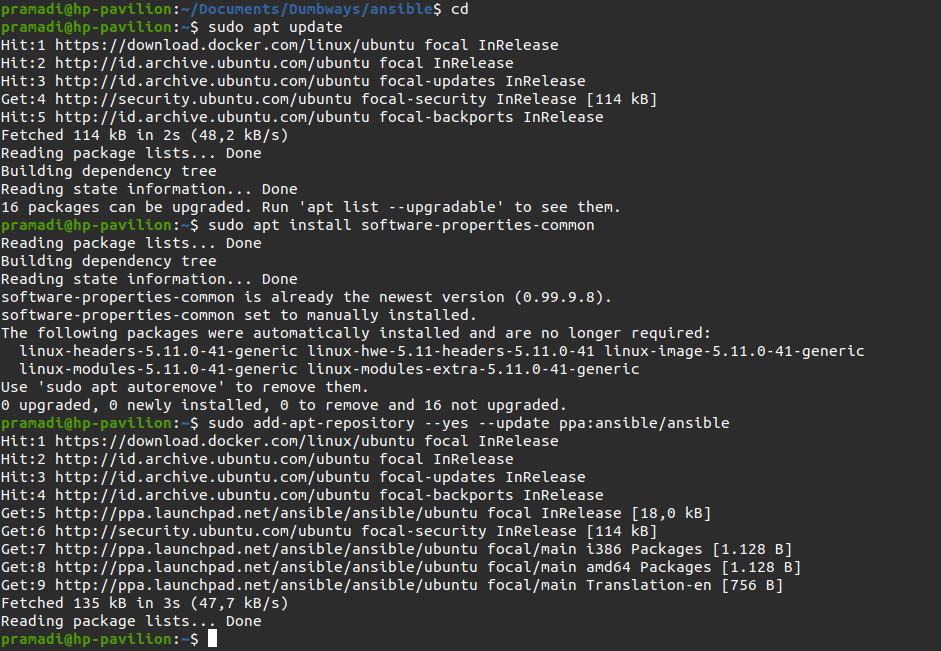 pramadi@hp-pavilion:~/Documents/Dumbways/ansible$ cd
pramadi@hp-pavilion:~$ sudo apt update
Hit:1 https://download.docker.com/linux/ubuntu focal InRelease
Hit:2 http://id.archive.ubuntu.com/ubuntu focal InRelease
Hit:3 http://id.archive.ubuntu.com/ubuntu focal-updates InRelease
Get:4 http://security.ubuntu.com/ubuntu focal-security InRelease [114 kB]
Hit:5 http://id.archive.ubuntu.com/ubuntu focal-backports InRelease
Fetched 114 kB in 2s (48,2 kB/s)
Reading package lists... Done
Building dependency tree
Reading state information... Done
16 packages can be upgraded. Run 'apt list --upgradable' to see them.
pramadi@hp-pavilion:~$ sudo apt install software-properties-common
Reading package lists... Done
Building dependency tree
Reading state information... Done
software-properties-common is already the newest version (0.99.9.8).
software-properties-common set to manually installed.
The following packages were automatically installed and are no longer required:
  linux-headers-5.11.0-41-generic linux-hwe-5.11-headers-5.11.0-41 linux-image-5.11.0-41-generic
  linux-modules-5.11.0-41-generic linux-modules-extra-5.11.0-41-generic
Use 'sudo apt autoremove' to remove them.
0 upgraded, 0 newly installed, 0 to remove and 16 not upgraded.
pramadi@hp-pavilion:~$ sudo add-apt-repository --yes --update ppa:ansible/ansible
Hit:1 https://download.docker.com/linux/ubuntu focal InRelease
Hit:2 http://id.archive.ubuntu.com/ubuntu focal InRelease
Hit:3 http://id.archive.ubuntu.com/ubuntu focal-updates InRelease
Hit:4 http://id.archive.ubuntu.com/ubuntu focal-backports InRelease
Get:5 http://ppa.launchpad.net/ansible/ansible/ubuntu focal InRelease [18,0 kB]
Get:6 http://security.ubuntu.com/ubuntu focal-security InRelease [114 kB]
Get:7 http://ppa.launchpad.net/ansible/ansible/ubuntu focal/main i386 Packages [1.128 B]
Get:8 http://ppa.launchpad.net/ansible/ansible/ubuntu focal/main amd64 Packages [1.128 B]
Get:9 http://ppa.launchpad.net/ansible/ansible/ubuntu focal/main Translation-en [756 B]
Fetched 135 kB in 3s (47,7 kB/s)
Reading package lists... Done
pramadi@hp-pavilion:~$